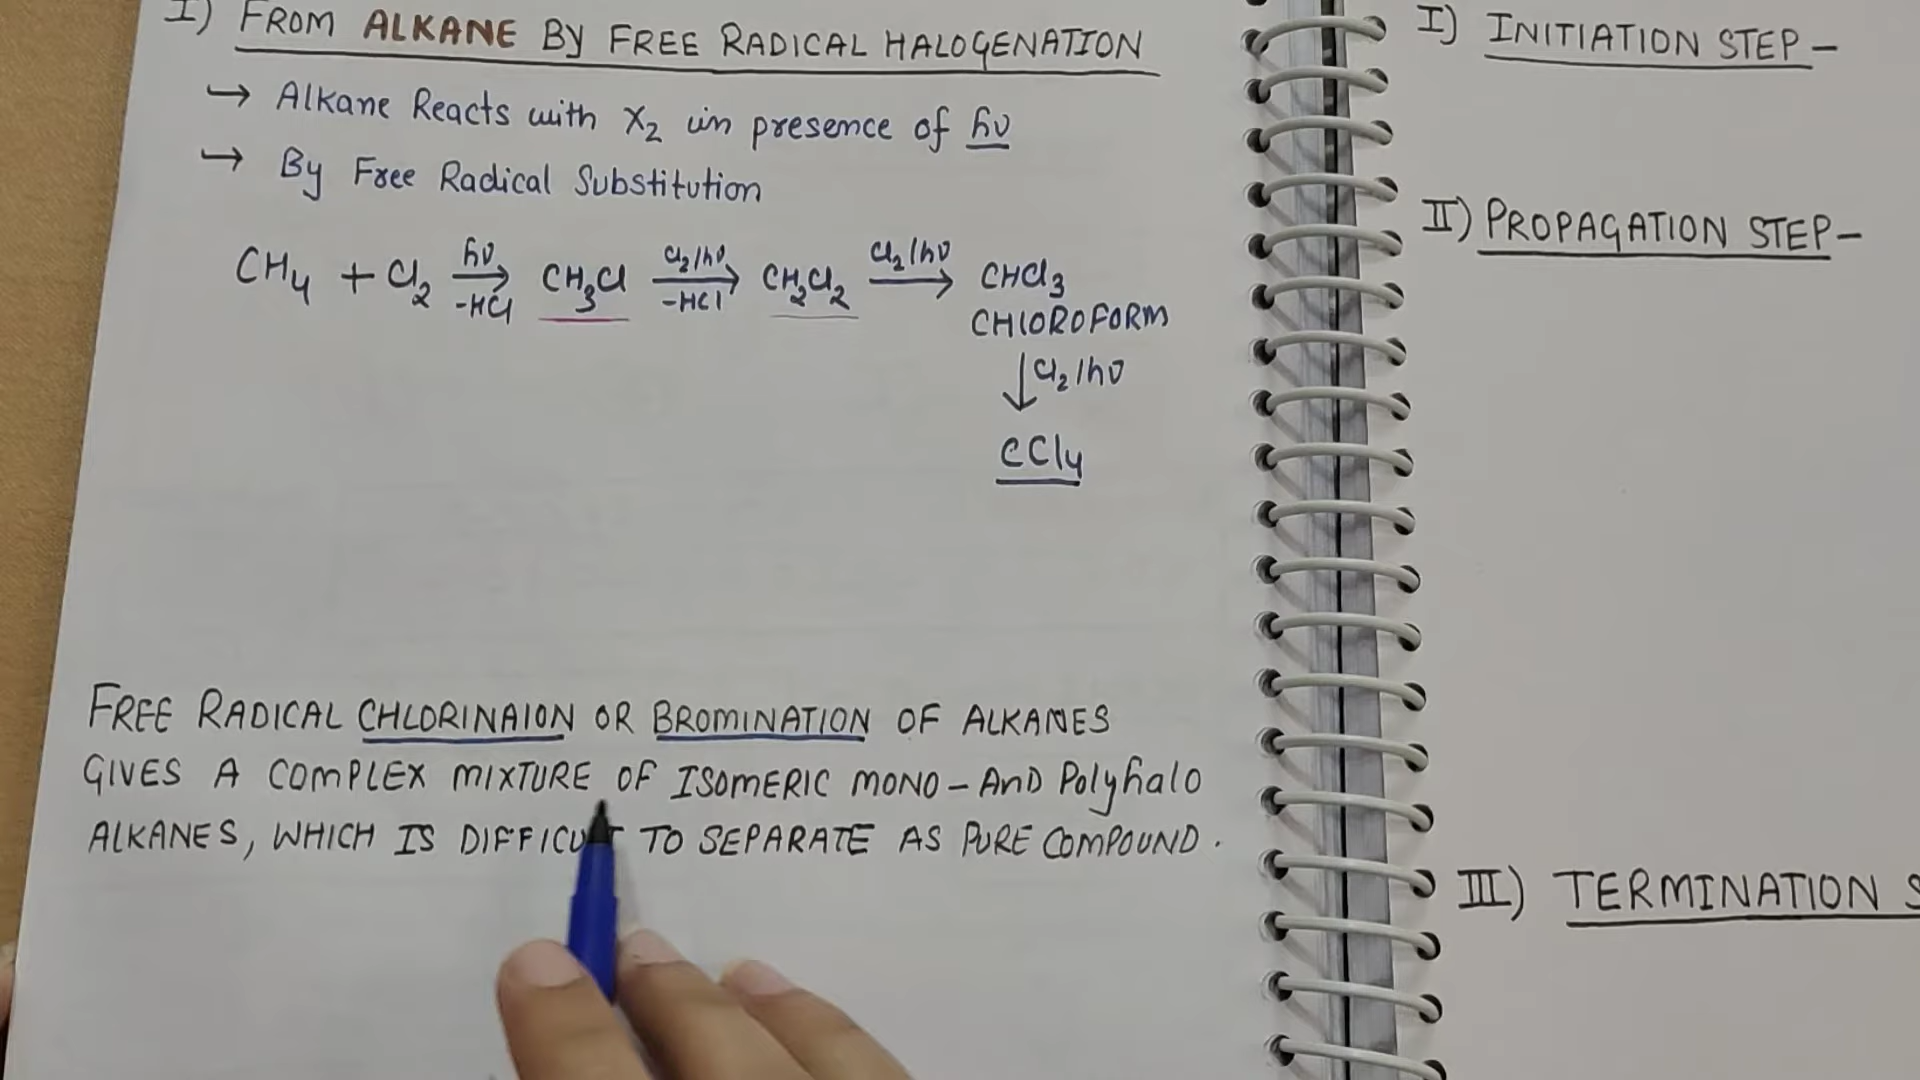 I) FROM ALKANE BY FREE RADICAL HALOGENATION
→ Alkane Reacts with X₂ in presence of hν
→ By Free Radical Substitution
CH₄ + Cl₂ hν→ -HCl CH₃Cl Cl₂/hν→ -HCl CH₂Cl₂ Cl₂/hν→ CHCl₃
CHLOROFORM
↓ Cl₂/hν
CCl₄
FREE RADICAL CHLORINAION OR BROMINATION OF ALKANES
GIVES A COMPLEX MIXTURE OF ISOMERIC MONO-AND Polyhalo
ALKANES, WHICH IS TO SEPARATE AS PURE COMPOUND.
I) INITIATION STEP-
II) PROPAGATION STEP-
III) TERMINATION S